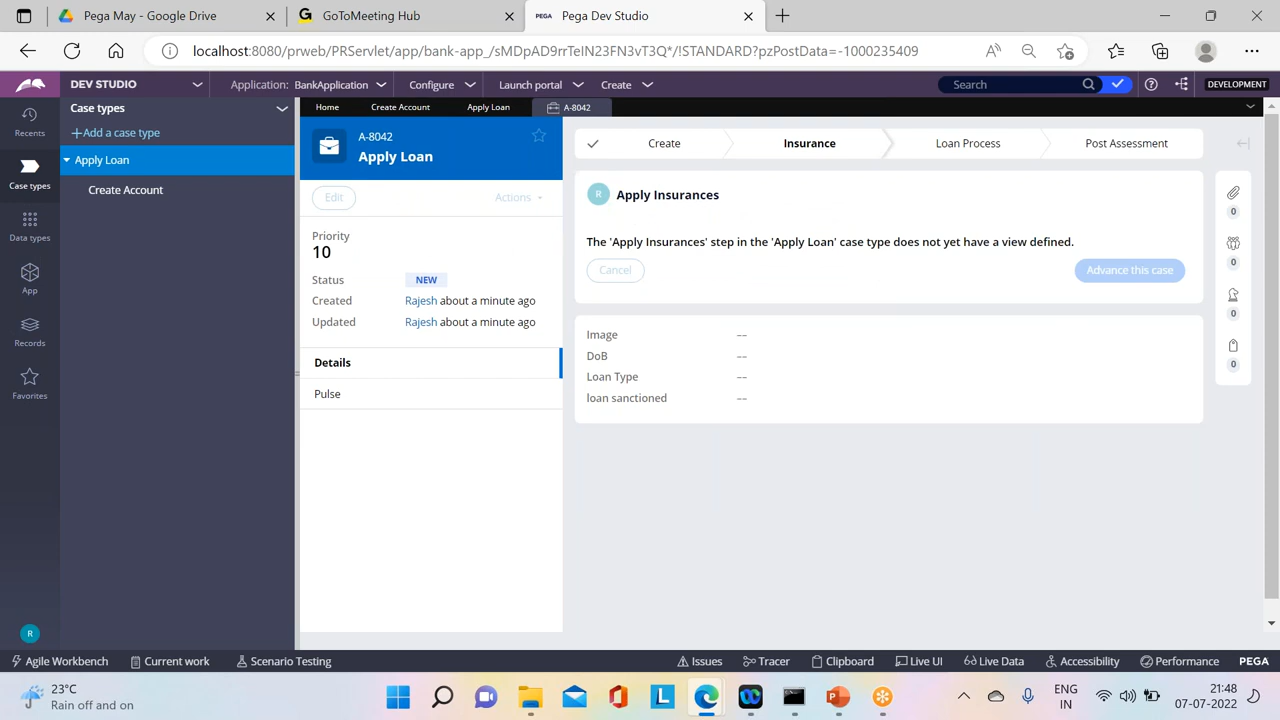 Pega May - Google Drive
GoToMeeting Hub
PEGA Pega Dev Studio
localhost:8080/prweb/PRServlet/app/bank-app_/sMDpAD9rrTeIN23FN3vT3Q*/!STANDARD?pzPostData=-1000235409
DEV STUDIO
Application: BankApplication
Configure
Launch portal
Create
Search
DEVELOPMENT
Recents
Case types
Data types
App
Records
Favorites
R
Case types
+Add a case type
Apply Loan
Create Account
Home
Create Account
Apply Loan
A-8042
A-8042
Apply Loan
Edit
Actions
Priority
10
Status NEW
Created Rajesh about a minute ago
Updated Rajesh about a minute ago
Details
Pulse
Create
Insurance
Loan Process
Post Assessment
R Apply Insurances
The 'Apply Insurances' step in the 'Apply Loan' case type does not yet have a view defined.
Cancel
Advance this case
Image --
DoB --
Loan Type --
loan sanctioned --
0
0
0
0
Agile Workbench
Current work
Scenario Testing
Issues
Tracer
Clipboard
Live UI
Live Data
Accessibility
Performance
PEGA
23°C
Rain off and on
L
ENG
IN
21:48
07-07-2022